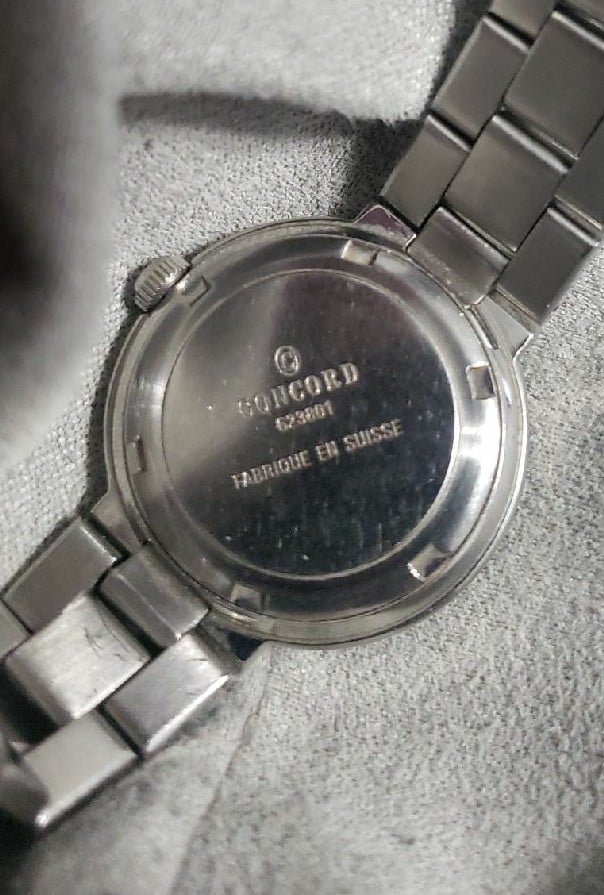 C
CONCORD
623801
FABRIQUE EN SUISSE